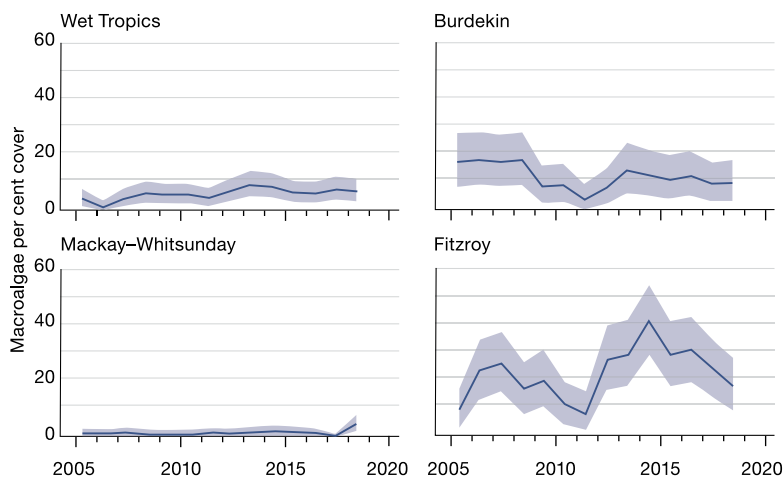 Wet Tropics
Burdekin
60
40
20
0
Mackay–Whitsunday
Fitzroy
60
40
20
0
Macroalgae per cent cover
2005 2010 2015 2020
2005 2010 2015 2020